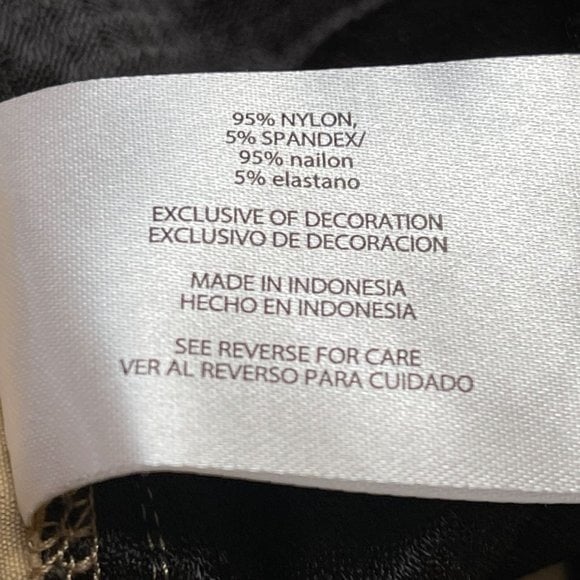 95% NYLON,
5% SPANDEX/
95% nailon
5% elastano
EXCLUSIVE OF DECORATION
EXCLUSIVO DE DECORACION
MADE IN INDONESIA
HECHO EN INDONESIA
SEE REVERSE FOR CARE
VER AL REVERSO PARA CUIDADO